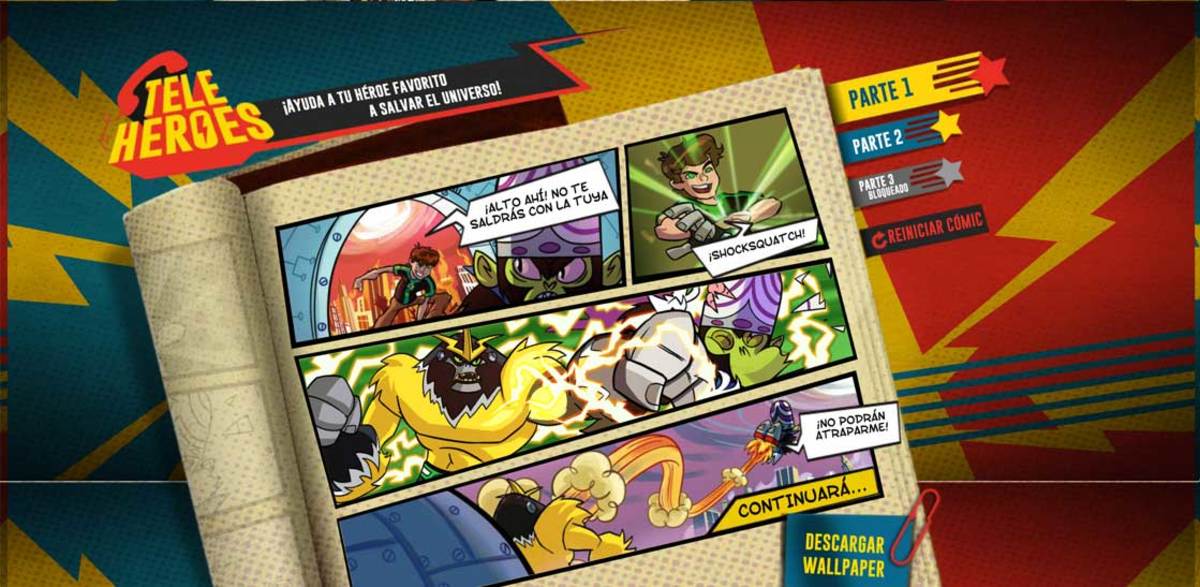 TELE
HEROES
¡AYUDA A TU HÉROE FAVORITO
A SALVAR EL UNIVERSO!
PARTE 1
PARTE 2
PARTE 3
BLOQUEADO
REINICIAR CÓMIC
¡ALTO AHÍ! NO TE
SALDRÁS CON LA TUYA
¡SHOCKSQUATCH!
¡NO PODRÁN
ATRAPARME!
CONTINUARÁ...
DESCARGAR
WALLPAPER